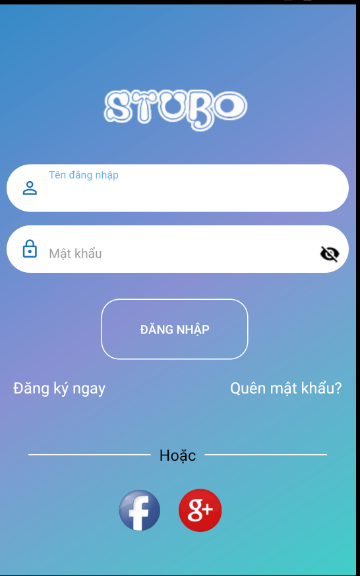 STUBO
Tên đăng nhập
Mật khẩu
ĐĂNG NHẬP
Đăng ký ngay
Quên mật khẩu?
Hoặc
f
g+